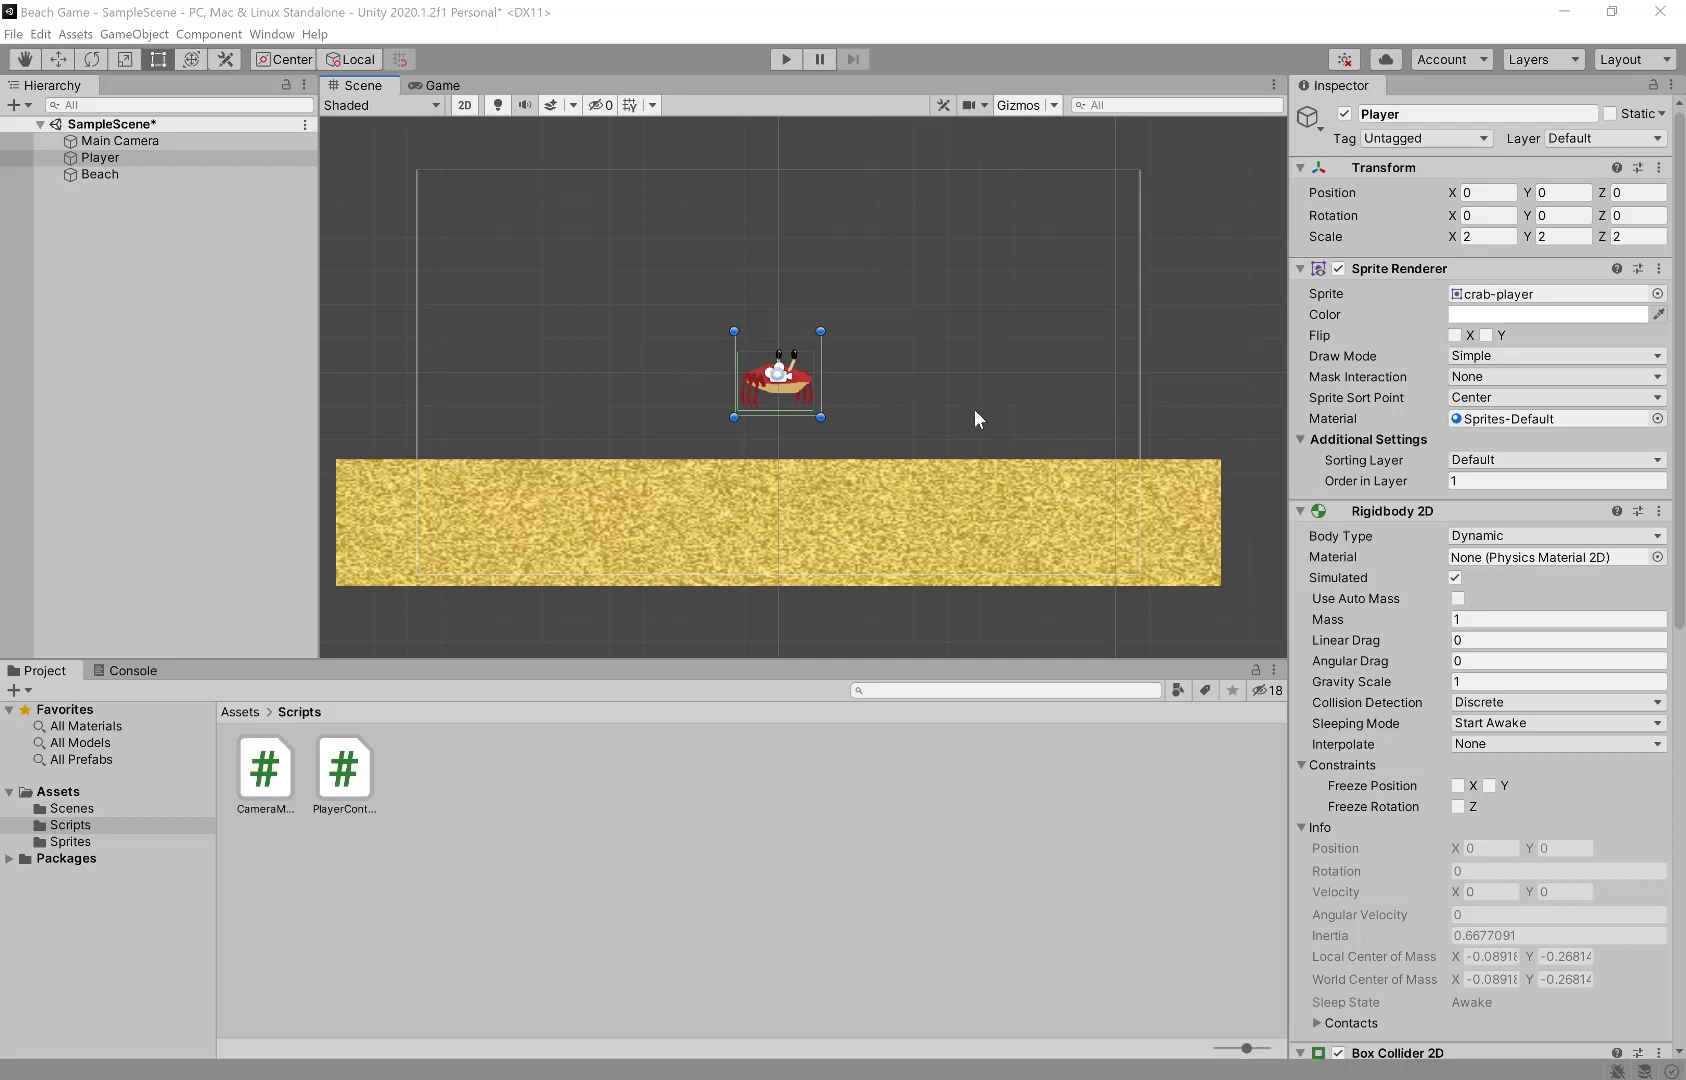 Beach Game - SampleScene - PC, Mac & Linux Standalone - Unity 2020.1.2f1 Personal* <DX11>
File Edit Assets GameObject Component Window Help
Center Local Account Layers Layout
Hierarchy
All
SampleScene*
Main Camera
Player
Beach
Scene Game
Shaded 2D 0 Gizmos All
Inspector
Player Static
Tag Untagged Layer Default
Transform
Position X 0 Y 0 Z 0
Rotation X 0 Y 0 Z 0
Scale X 2 Y 2 Z 2
Sprite Renderer
Sprite crab-player
Color
Flip X Y
Draw Mode Simple
Mask Interaction None
Sprite Sort Point Center
Material Sprites-Default
Additional Settings
Sorting Layer Default
Order in Layer 1
Rigidbody 2D
Body Type Dynamic
Material None (Physics Material 2D)
Simulated
Use Auto Mass
Mass 1
Linear Drag 0
Angular Drag 0
Gravity Scale 1
Collision Detection Discrete
Sleeping Mode Start Awake
Interpolate None
Constraints
Freeze Position X Y
Freeze Rotation Z
Info
Position X 0 Y 0
Rotation 0
Velocity X 0 Y 0
Angular Velocity 0
Inertia 0.6677091
Local Center of Mass X -0.0891 Y -0.26814
World Center of Mass X -0.0891 Y -0.26814
Sleep State Awake
Contacts
Box Collider 2D
Project Console
18
Favorites
All Materials
All Models
All Prefabs
Assets
Scenes
Scripts
Sprites
Packages
Assets > Scripts
# #
CameraM... PlayerCont...